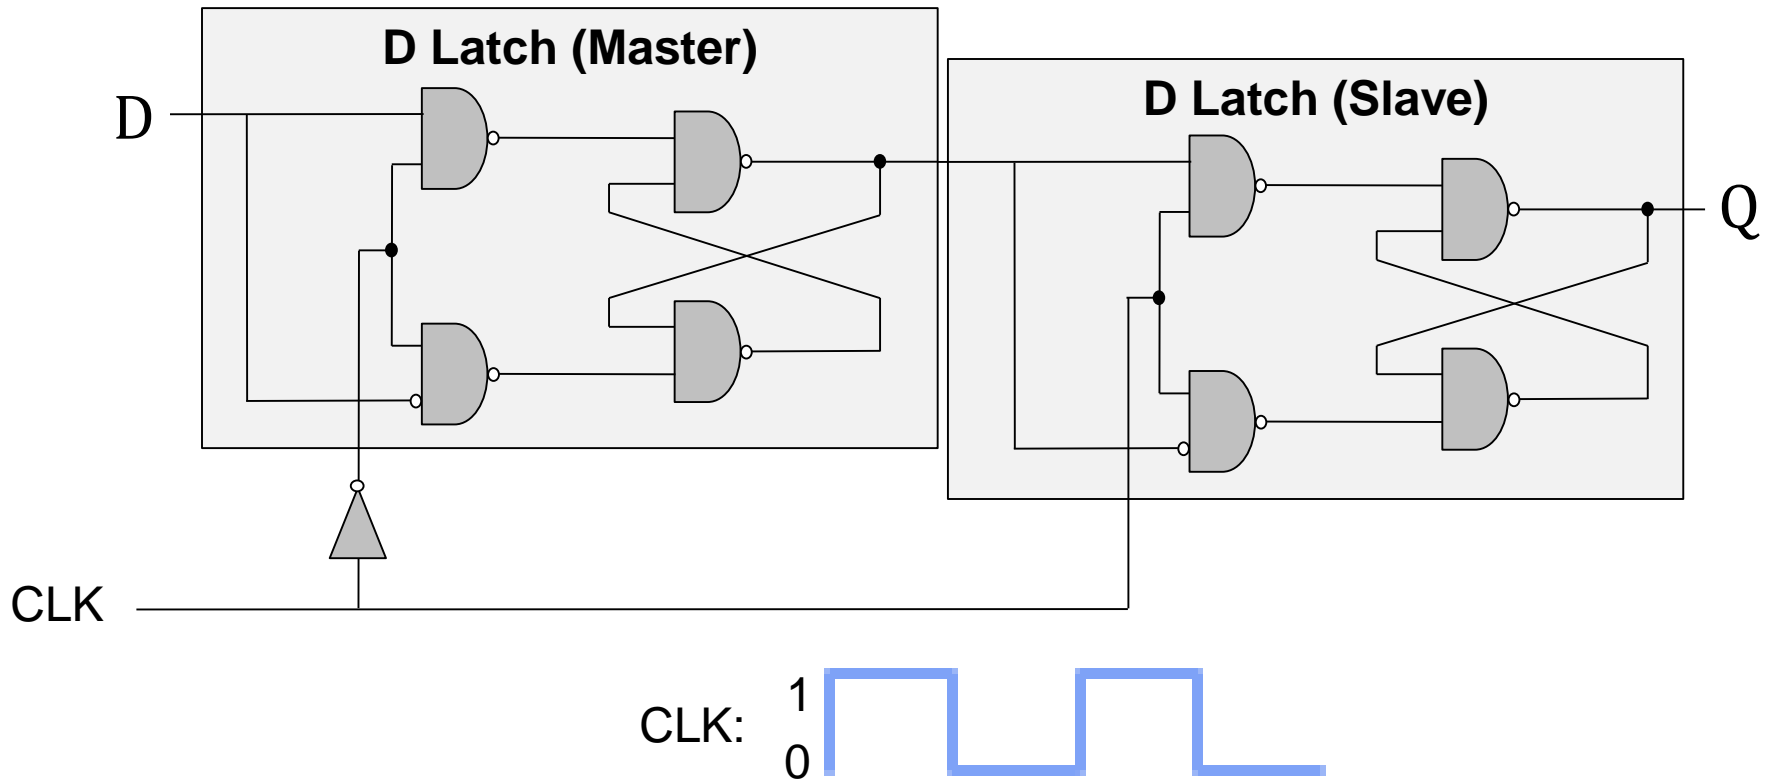 D Latch (Master)
D Latch (Slave)
D
Q
CLK
1
CLK:
0